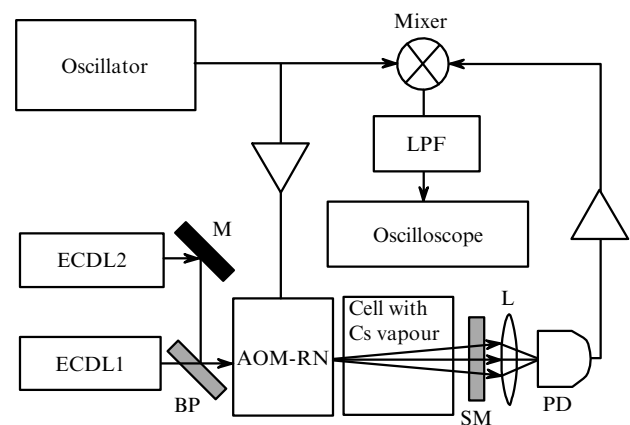 Mixer
Oscillator
LPF
Oscilloscope
M
ECDL2
ECDL1
BP
AOM-RN
Cell with
Cs vapour
SM
L
PD